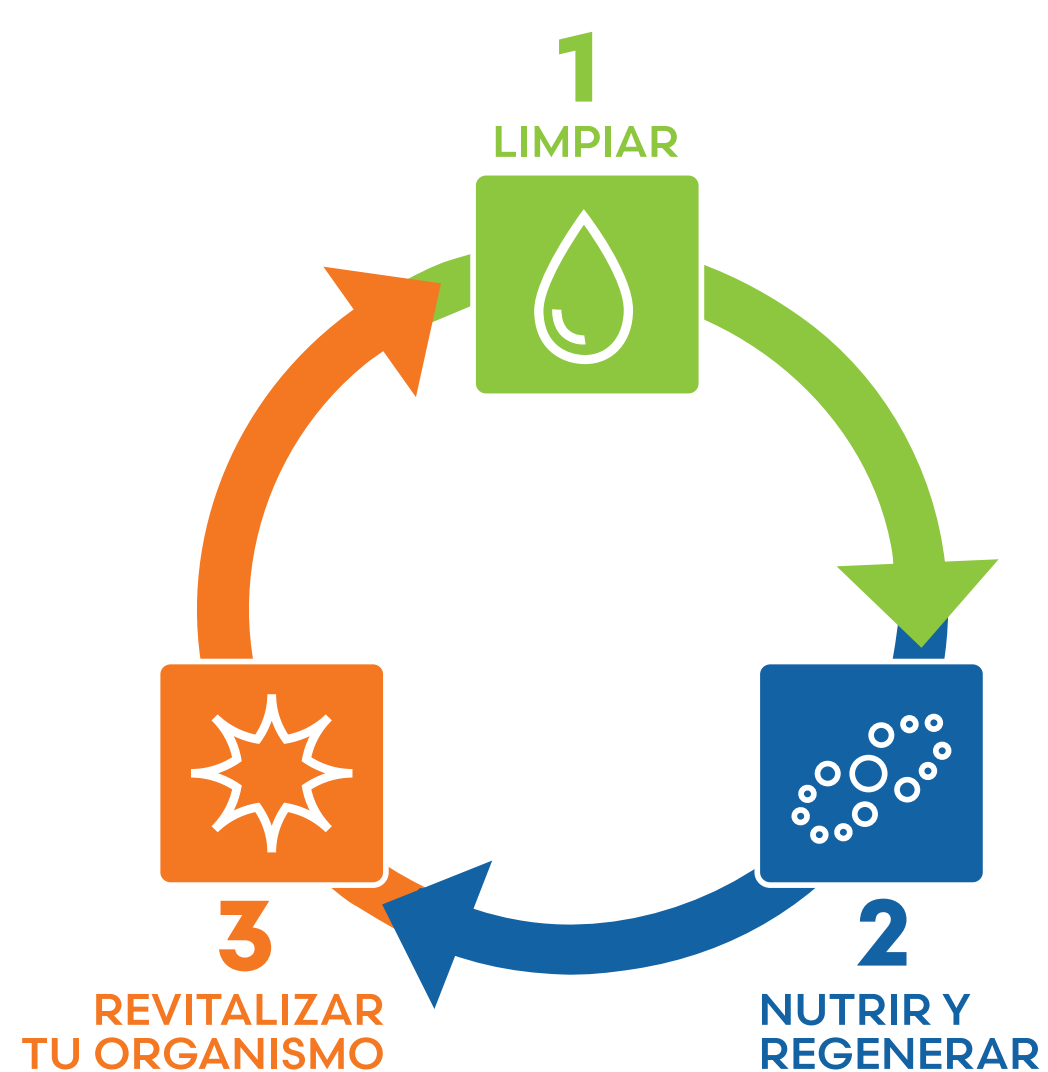 1
LIMPIAR
2
NUTRIR Y
REGENERAR
3
REVITALIZAR
TU ORGANISMO